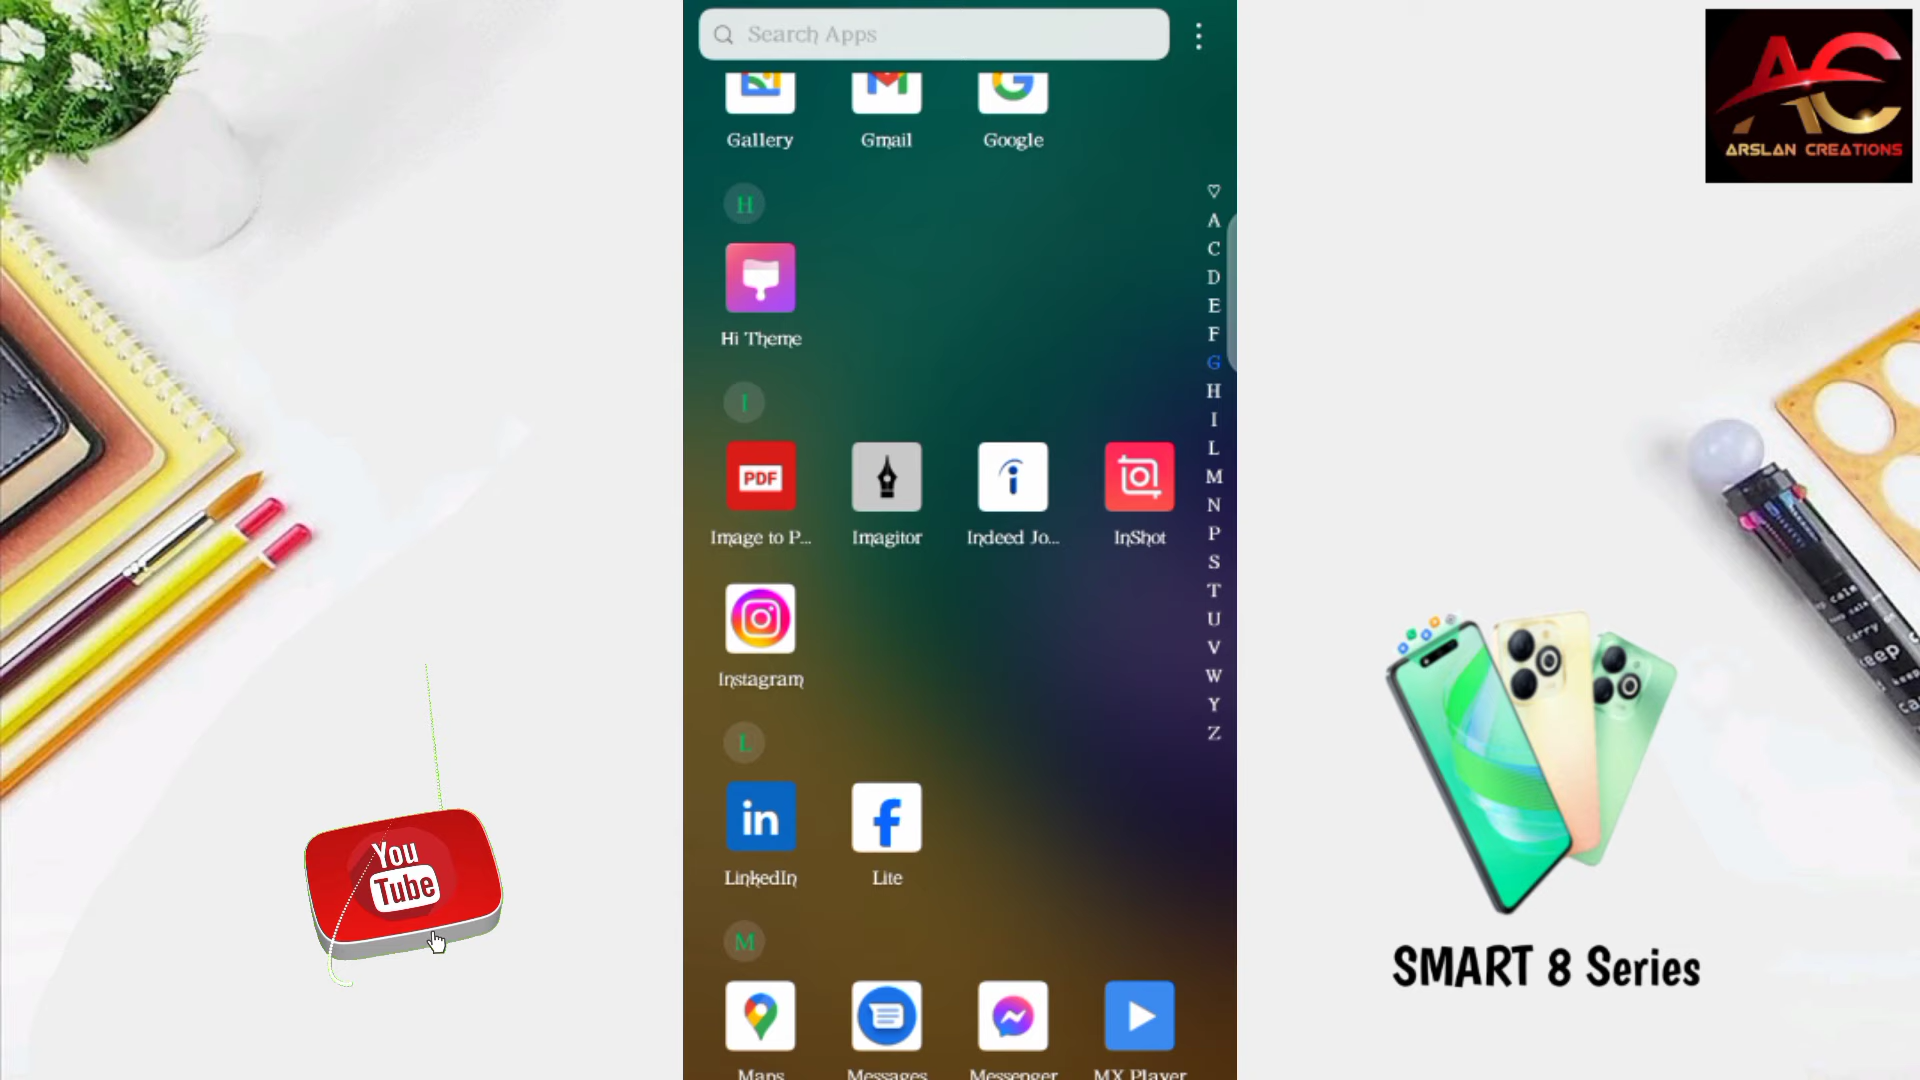 Search Apps
Gallery
Gmail
Google
H
Hi Theme
I
PDF
Image to P...
Imagitor
Indeed Jo...
InShot
Instagram
L
in
LinkedIn
Lite
M
Maps
Messages
Messenger
MX Player
♡
A
C
D
E
F
G
H
I
L
M
N
P
S
T
U
V
W
Y
Z
You
Tube
AC
ARSLAN CREATIONS
SMART 8 Series